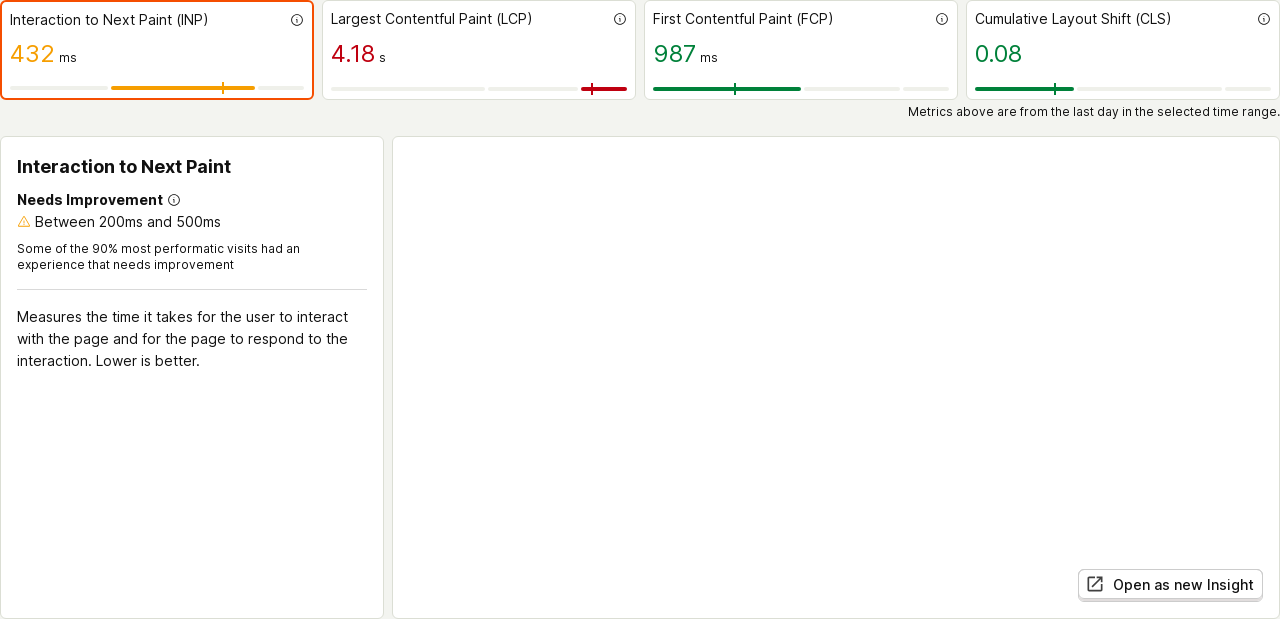 Interaction to Next Paint (INP)
432 ms
Largest Contentful Paint (LCP)
4.18 s
First Contentful Paint (FCP)
987 ms
Cumulative Layout Shift (CLS)
0.08
Metrics above are from the last day in the selected time range.
Interaction to Next Paint
Needs Improvement
Between 200ms and 500ms
Some of the 90% most performatic visits had an
experience that needs improvement
Measures the time it takes for the user to interact
with the page and for the page to respond to the
interaction. Lower is better.
Open as new Insight